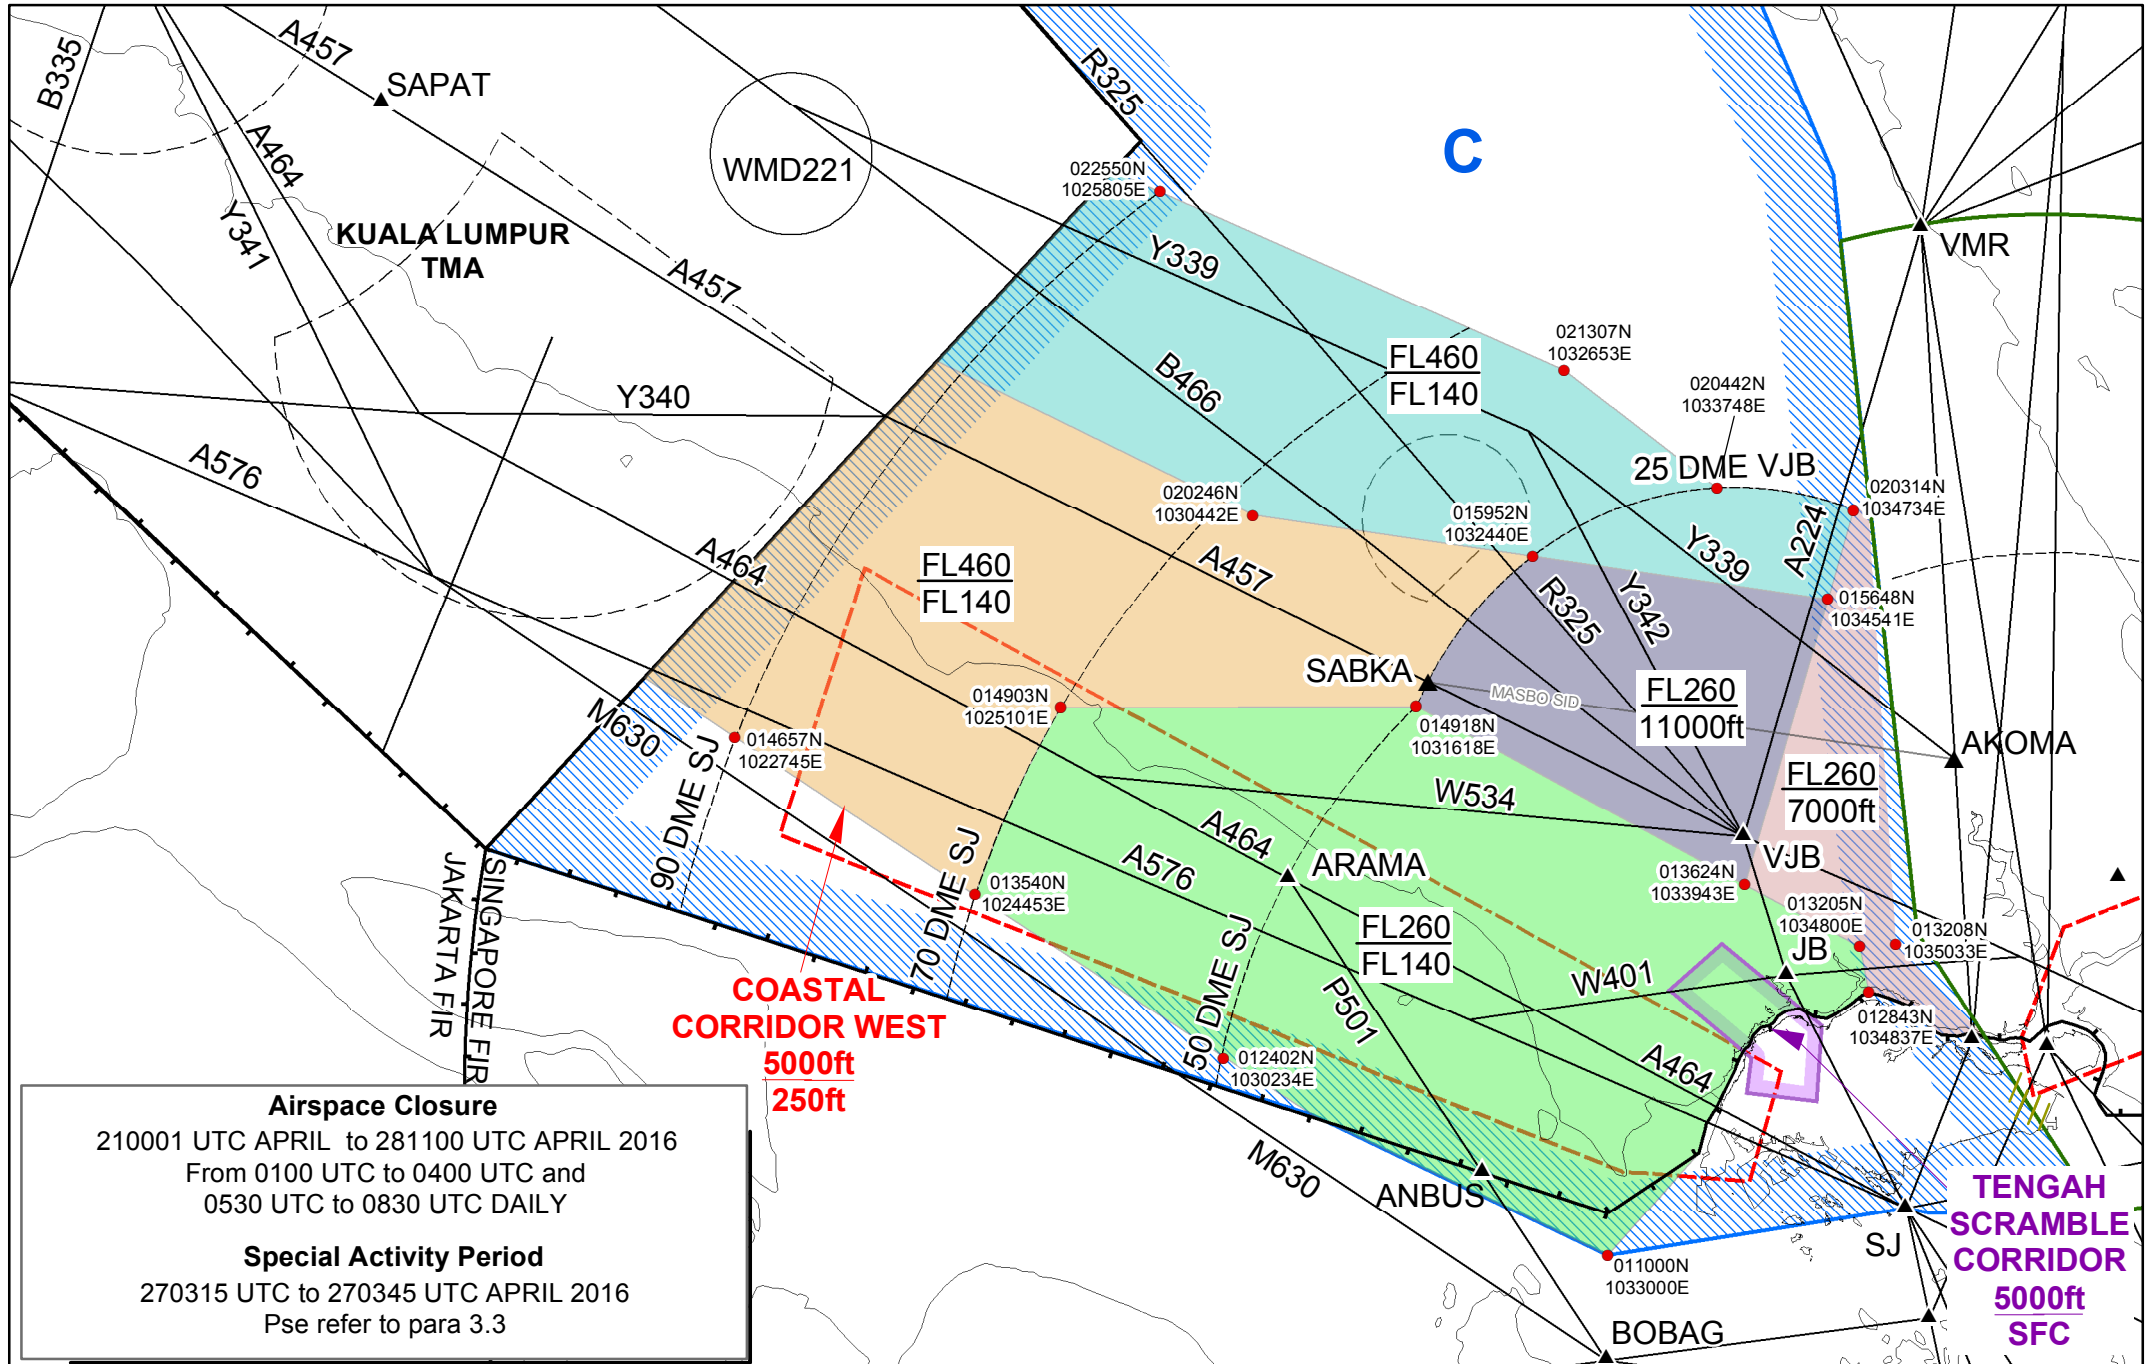 B335
A457
SAPAT
R325
C
A464
WMD221
022550N
1025805E
Y341
KUALA LUMPUR
TMA
A457
Y339
VMR
FL460
FL140
021307N
1032653E
B466
020442N
1033748E
Y340
25 DME VJB
A576
020246N
1030442E
015952N
1032440E
020314N
1034734E
A224
A464
FL460
FL140
A457
Y339
R325
Y342
015648N
1034541E
SABKA
MASBO SID
FL260
11000ft
014903N
1025101E
M630
014657N
1022745E
014918N
1031618E
AKOMA
FL260
7000ft
W534
90 DME SJ
A464
A576
ARAMA
VJB
70 DME SJ
013540N
1024453E
013624N
1033943E
013205N
1034800E
013208N
1035033E
JAKARTA FIR
SINGAPORE FIR
FL260
FL140
JB
50 DME SJ
W401
COASTAL
CORRIDOR WEST
5000ft
250ft
P501
012843N
1034837E
012402N
1030234E
A464
Airspace Closure
210001 UTC APRIL to 281100 UTC APRIL 2016
From 0100 UTC to 0400 UTC and
0530 UTC to 0830 UTC DAILY
Special Activity Period
270315 UTC to 270345 UTC APRIL 2016
Pse refer to para 3.3
M630
ANBUS
SJ
TENGAH
SCRAMBLE
CORRIDOR
5000ft
SFC
011000N
1033000E
BOBAG